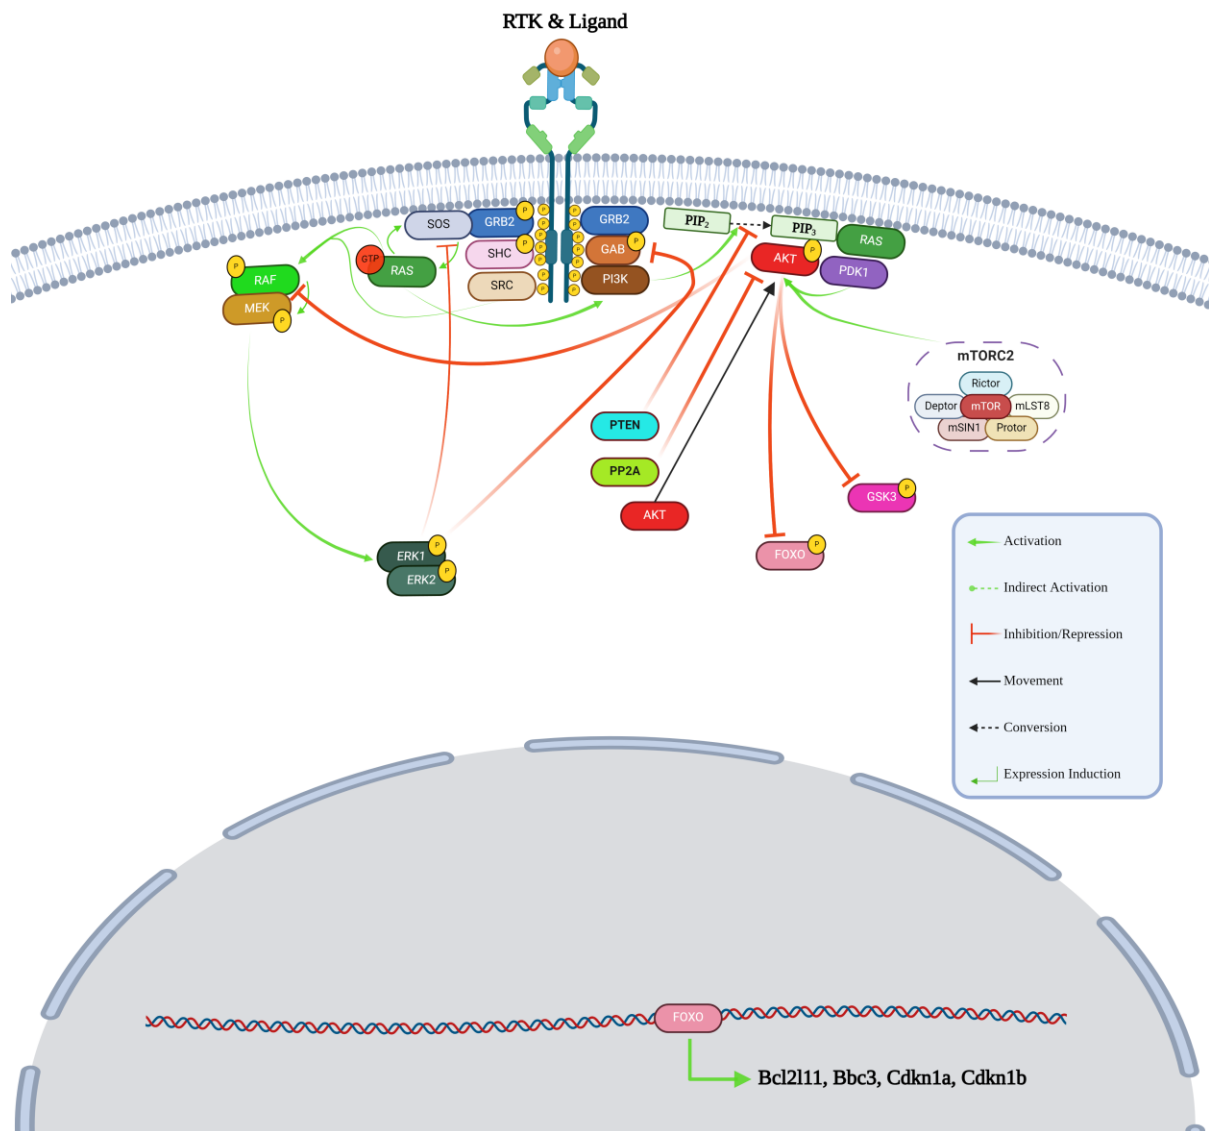 RTK & Ligand
SOS
GRB2
P
GRB2
PIP2
PIP3
RAS
SHC
P
GAB
P
AKT
P
PDK1
GTP
RAS
SRC
PI3K
P
P
P
P
P
P
P
P
P
P
P
RAF
MEK
P
mTORC2
Rictor
Deptor
mTOR
mLST8
mSIN1
Protor
PTEN
PP2A
AKT
GSK3
P
FOXO
P
ERK1
P
ERK2
P
Activation
Indirect Activation
Inhibition/Repression
Movement
Conversion
Expression Induction
FOXO
Bcl2l11, Bbc3, Cdkn1a, Cdkn1b